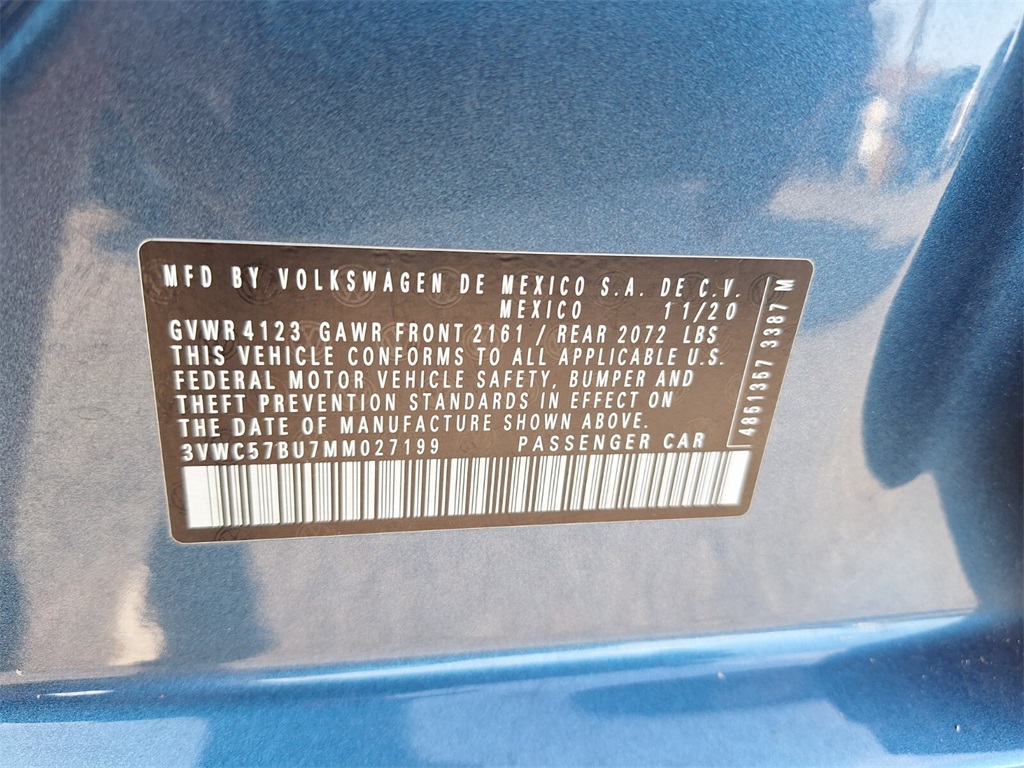 MFD BY VOLKSWAGEN DE MEXICO S.A. DE C.V.
MEXICO 11/20
GVWR 4123 GAWR FRONT 2161 / REAR 2072 LBS
THIS VEHICLE CONFORMS TO ALL APPLICABLE U.S.
FEDERAL MOTOR VEHICLE SAFETY, BUMPER AND
THEFT PREVENTION STANDARDS IN EFFECT ON
THE DATE OF MANUFACTURE SHOWN ABOVE.
3VWC57BU7MM027199 PASSENGER CAR
4851367 3387 M